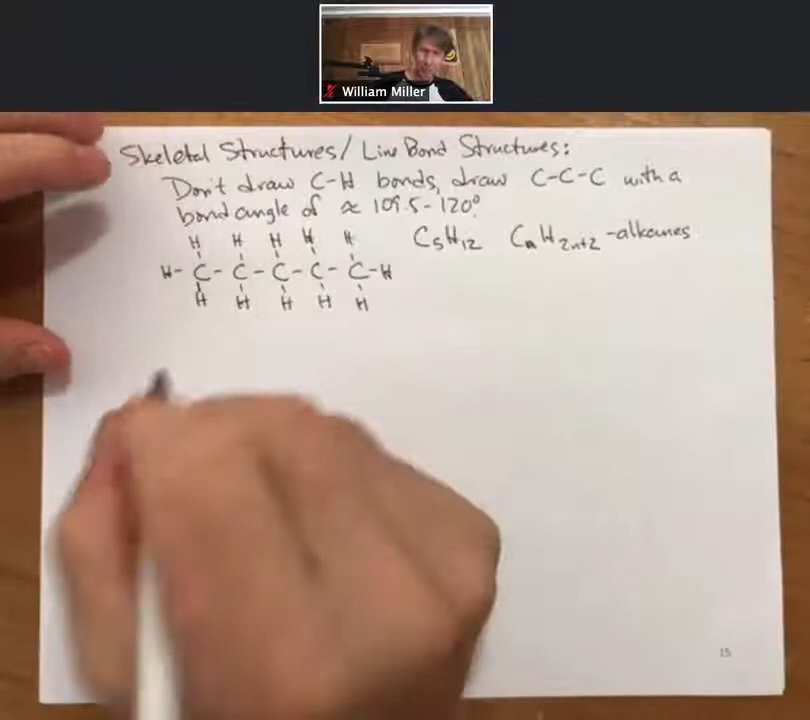 William Miller
Skeletal Structures/ Line Bond Structures:
Don't draw C-H bonds, draw C-C-C with a
bond angle of ≈ 109.5-120°.
C5H12 CnH2n+2 -alkanes
H H H H H
H-C-C-C-C-C-H
H H H H H
15